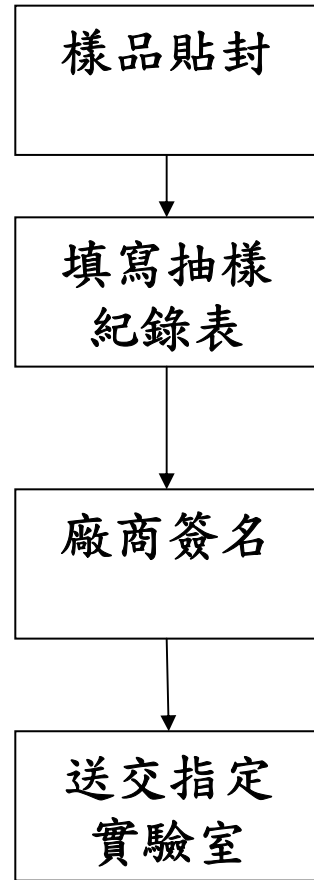 樣品貼封
填寫抽樣
紀錄表
廠商簽名
送交指定
實驗室